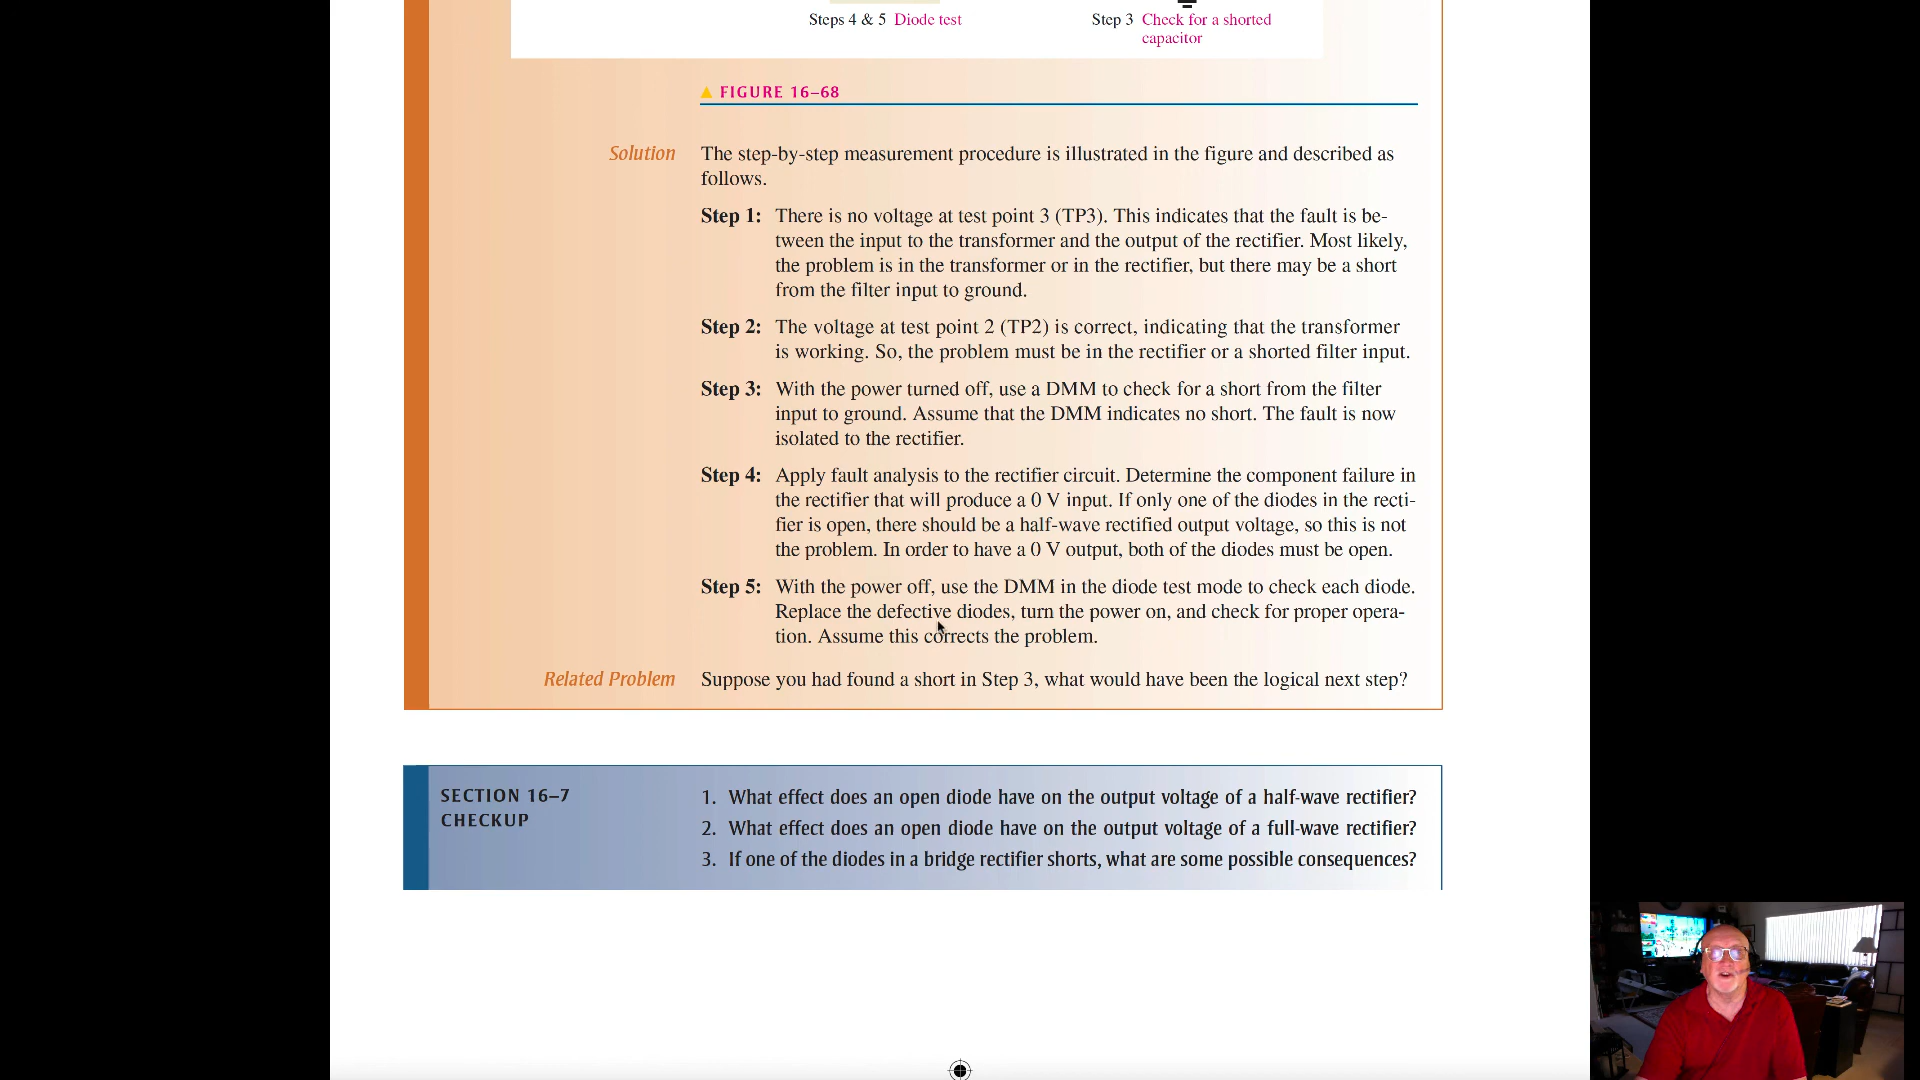 Steps 4 & 5 Diode test
Step 3 Check for a shorted
capacitor
FIGURE 16–68
Solution
The step-by-step measurement procedure is illustrated in the figure and described as
follows.
Step 1: There is no voltage at test point 3 (TP3). This indicates that the fault is be-
tween the input to the transformer and the output of the rectifier. Most likely,
the problem is in the transformer or in the rectifier, but there may be a short
from the filter input to ground.
Step 2: The voltage at test point 2 (TP2) is correct, indicating that the transformer
is working. So, the problem must be in the rectifier or a shorted filter input.
Step 3: With the power turned off, use a DMM to check for a short from the filter
input to ground. Assume that the DMM indicates no short. The fault is now
isolated to the rectifier.
Step 4: Apply fault analysis to the rectifier circuit. Determine the component failure in
the rectifier that will produce a 0 V input. If only one of the diodes in the recti-
fier is open, there should be a half-wave rectified output voltage, so this is not
the problem. In order to have a 0 V output, both of the diodes must be open.
Step 5: With the power off, use the DMM in the diode test mode to check each diode.
Replace the defective diodes, turn the power on, and check for proper opera-
tion. Assume this corrects the problem.
Related Problem
Suppose you had found a short in Step 3, what would have been the logical next step?
SECTION 16–7
CHECKUP
1. What effect does an open diode have on the output voltage of a half-wave rectifier?
2. What effect does an open diode have on the output voltage of a full-wave rectifier?
3. If one of the diodes in a bridge rectifier shorts, what are some possible consequences?